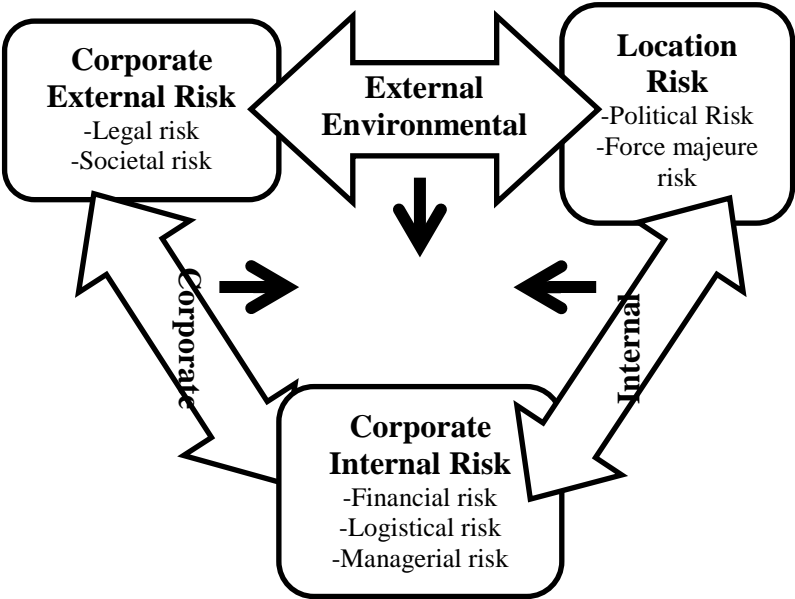 Corporate
External Risk
-Legal risk
-Societal risk
External
Environmental
Location
Risk
-Political Risk
-Force majeure
risk
Corporate
Internal
Corporate
Internal Risk
-Financial risk
-Logistical risk
-Managerial risk